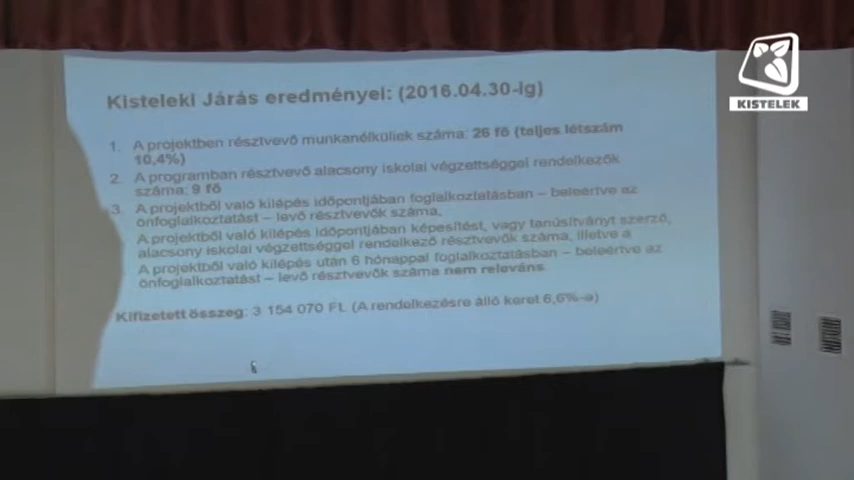 KISTELEK
Kisteleki Járás eredményei: (2016.04.30-ig)
1. A projektben résztvevő munkanélküliek száma: 26 fő (teljes létszám
10,4%)
2. A programban résztvevő alacsony iskolai végzettséggel rendelkezők
száma: 9 fő
3. A projektből való kilépés időpontjában foglalkoztatásban – beleértve az
önfoglalkoztatást – levő résztvevők száma,
A projektből való kilépés időpontjában képesítést, vagy tanúsítványt szerző,
alacsony iskolai végzettséggel rendelkező résztvevők száma, illetve a
A projektből való kilépés után 6 hónappal foglalkoztatásban – beleértve az
önfoglalkoztatást – levő résztvevők száma nem releváns.
Kifizetett összeg: 3 154 070 Ft. (A rendelkezésre álló keret 6,6%-a)